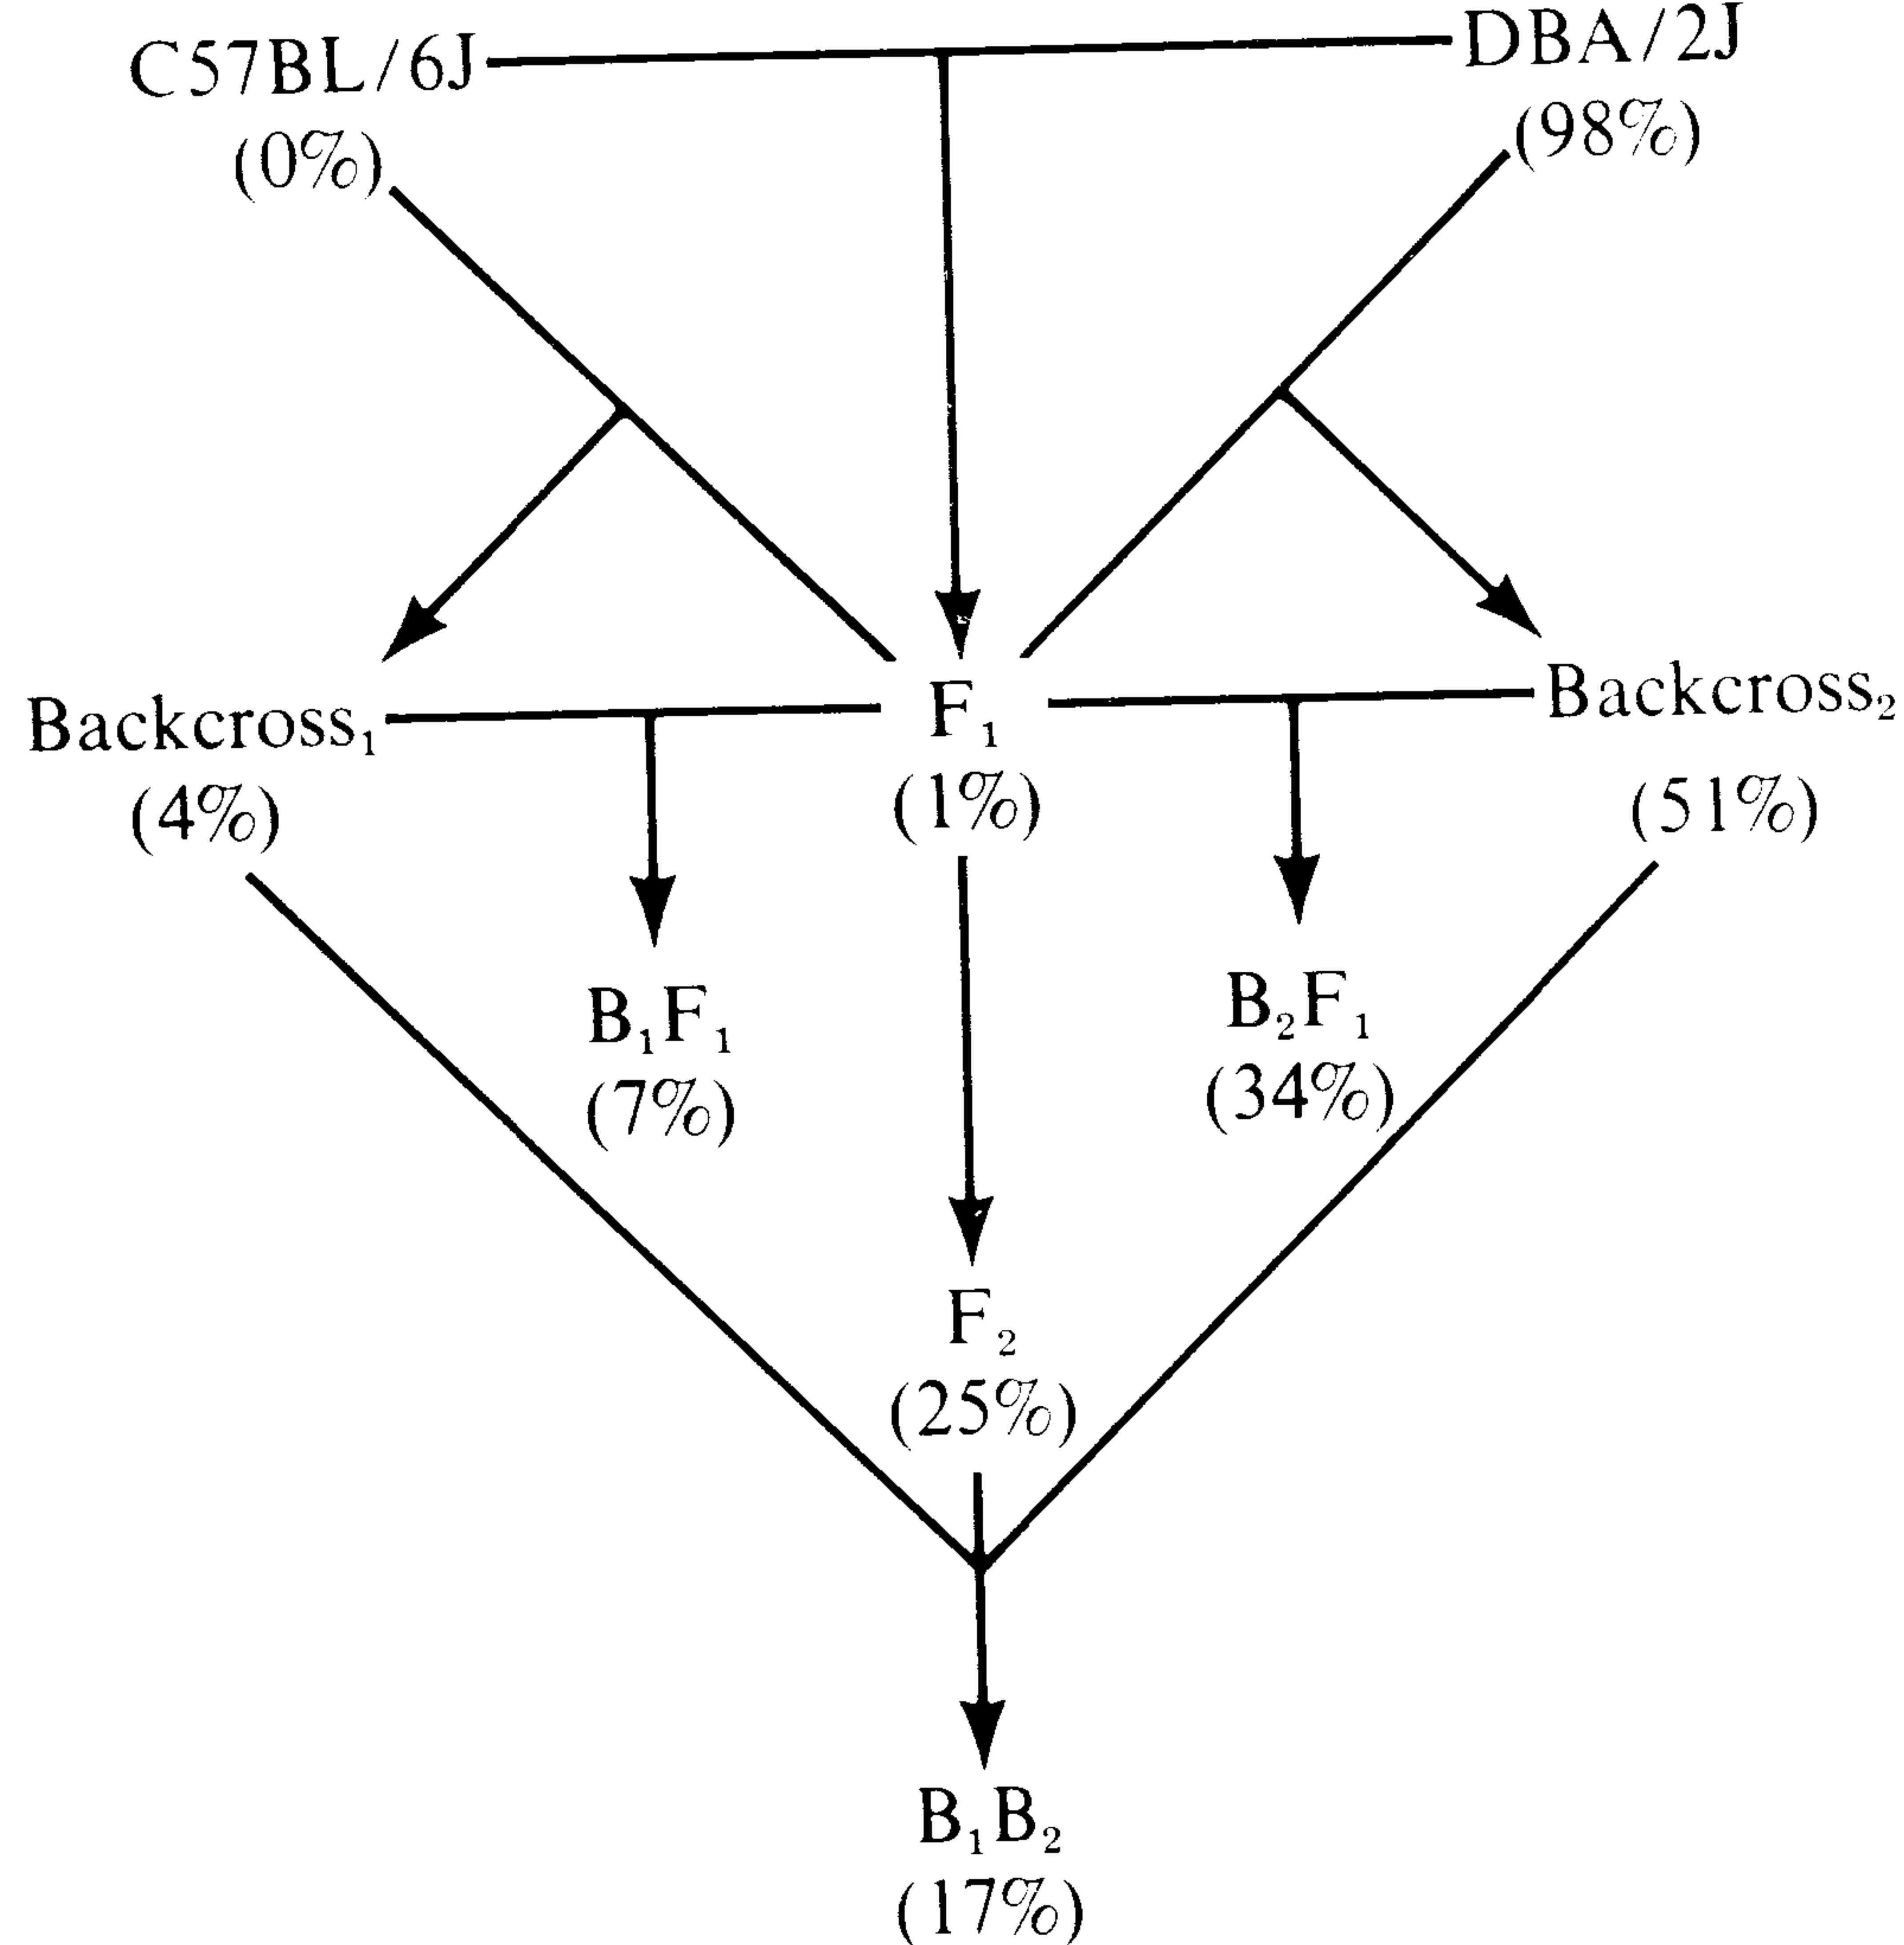 C57BL/6J
(0%)
DBA/2J
(98%)
Backcross₁
(4%)
F₁
(1%)
Backcross₂
(51%)
B₁F₁
(7%)
B₂F₁
(34%)
F₂
(25%)
B₁B₂
(17%)